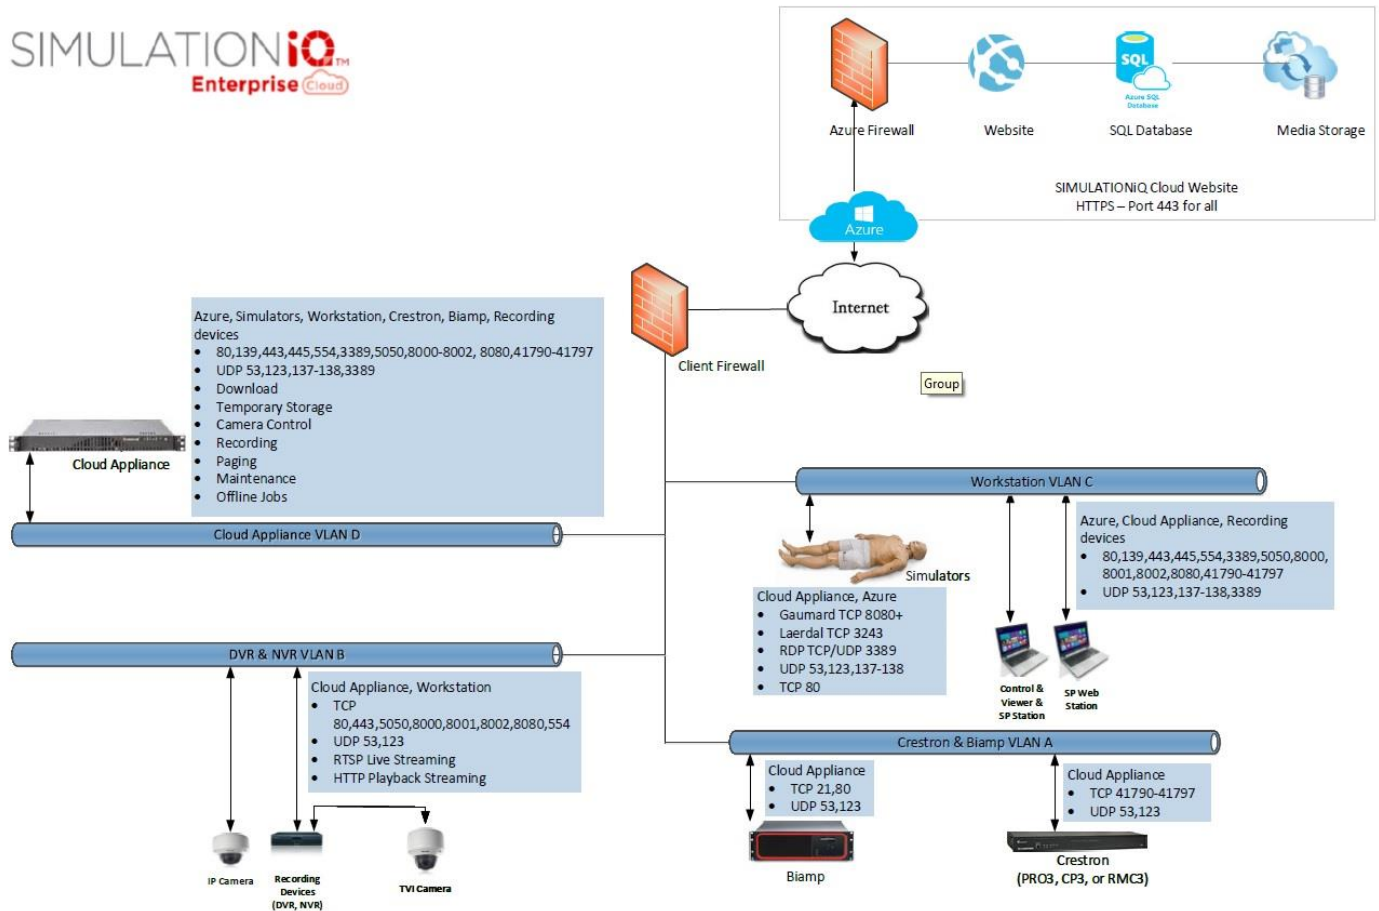 SIMULATIONiQ™
Enterprise Cloud
SQL
Azure SQL
Database
Azure Firewall
Website
SQL Database
Media Storage
SIMULATIONiQ Cloud Website
HTTPS – Port 443 for all
Azure
Internet
Client Firewall
Group
Azure, Simulators, Workstation, Crestron, Biamp, Recording
devices
• 80,139,443,445,554,3389,5050,8000-8002, 8080,41790-41797
• UDP 53,123,137-138,3389
• Download
• Temporary Storage
• Camera Control
• Recording
• Paging
• Maintenance
• Offline Jobs
Cloud Appliance
Cloud Appliance VLAN D
Workstation VLAN C
Azure, Cloud Appliance, Recording
devices
• 80,139,443,445,554,3389,5050,8000,
8001,8002,8080,41790-41797
• UDP 53,123,137-138,3389
Simulators
Cloud Appliance, Azure
• Gaumard TCP 8080+
• Laerdal TCP 3243
• RDP TCP/UDP 3389
• UDP 53,123,137-138
• TCP 80
Control &
Viewer &
SP Station
SP Web
Station
DVR & NVR VLAN B
Cloud Appliance, Workstation
• TCP
80,443,5050,8000,8001,8002,8080,554
• UDP 53,123
• RTSP Live Streaming
• HTTP Playback Streaming
IP Camera
Recording
Devices
(DVR, NVR)
TVI Camera
Crestron & Biamp VLAN A
Cloud Appliance
• TCP 21,80
• UDP 53,123
Biamp
Cloud Appliance
• TCP 41790-41797
• UDP 53,123
Crestron
(PRO3, CP3, or RMC3)